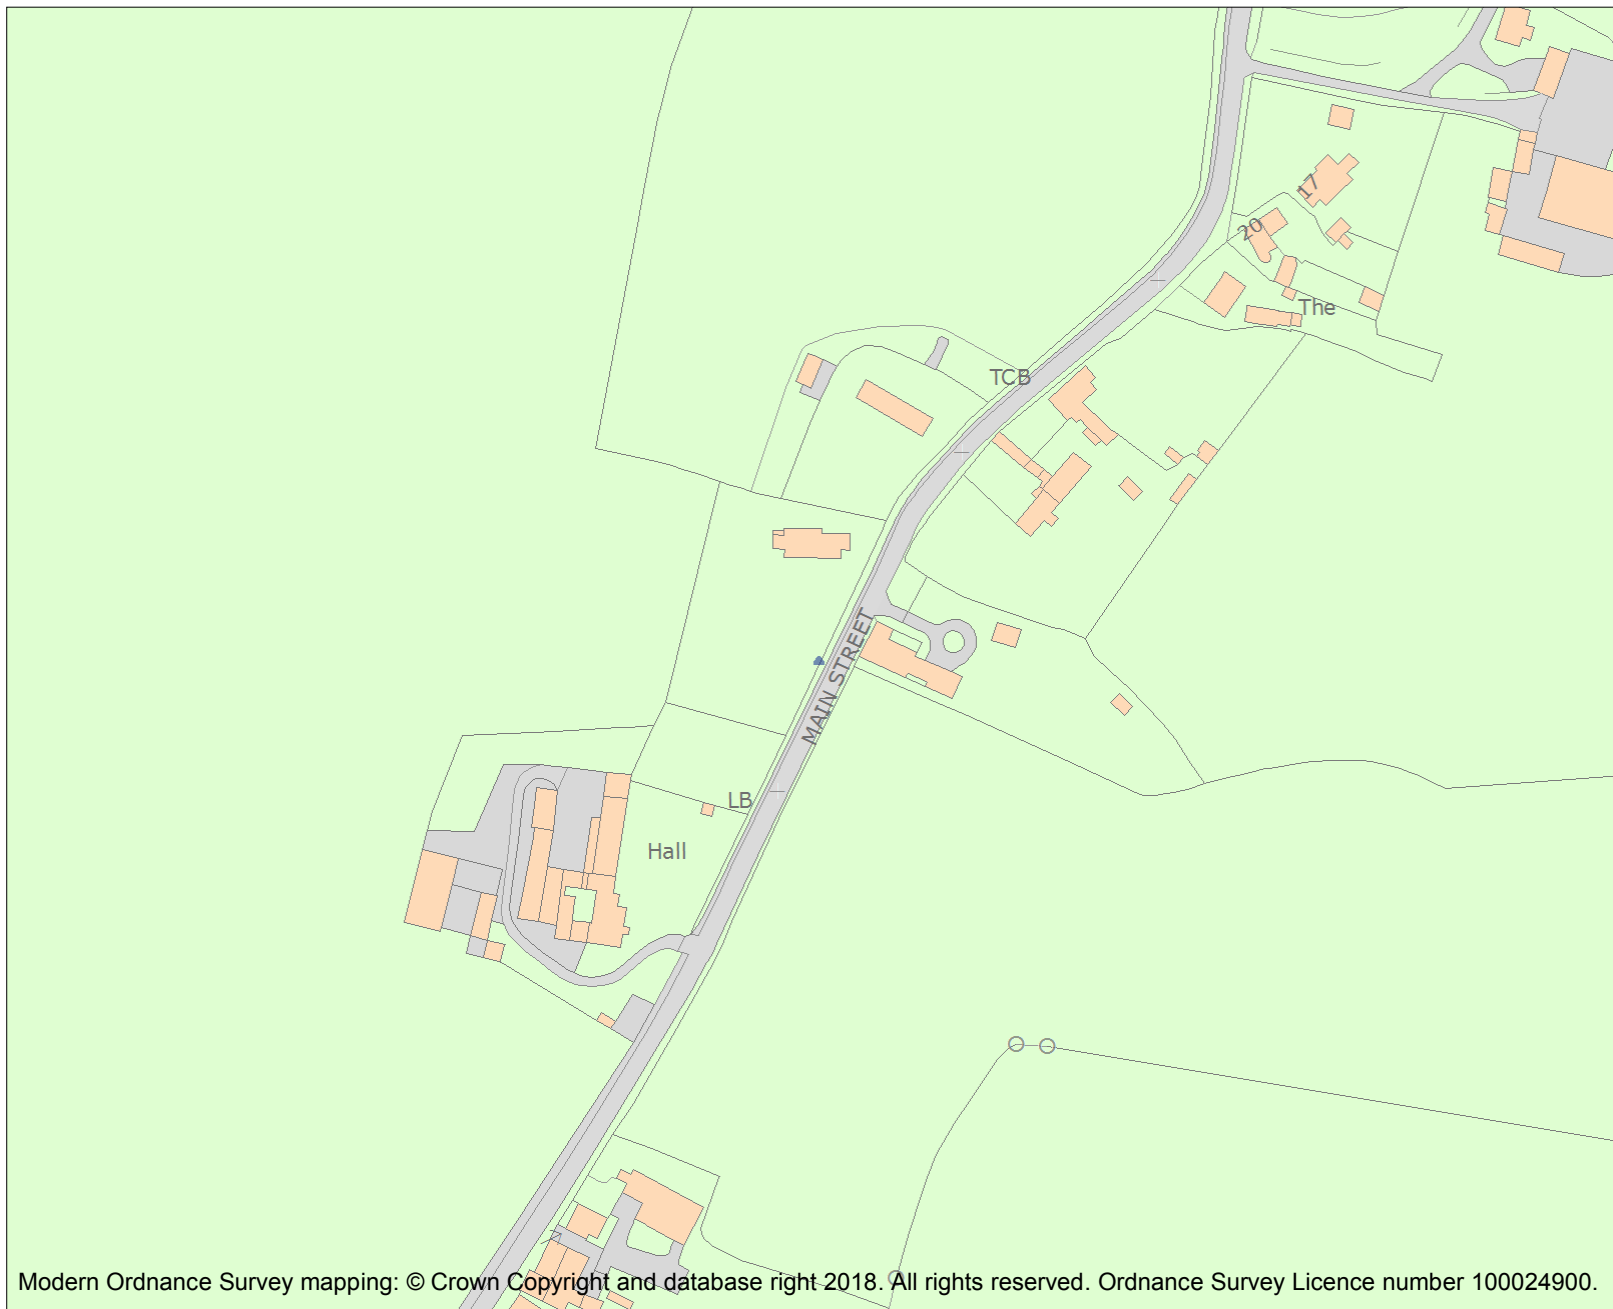 17
20
The
TCB
MAIN STREET
LB
Hall
Modern Ordnance Survey mapping: © Crown Copyright and database right 2018. All rights reserved. Ordnance Survey Licence number 100024900.